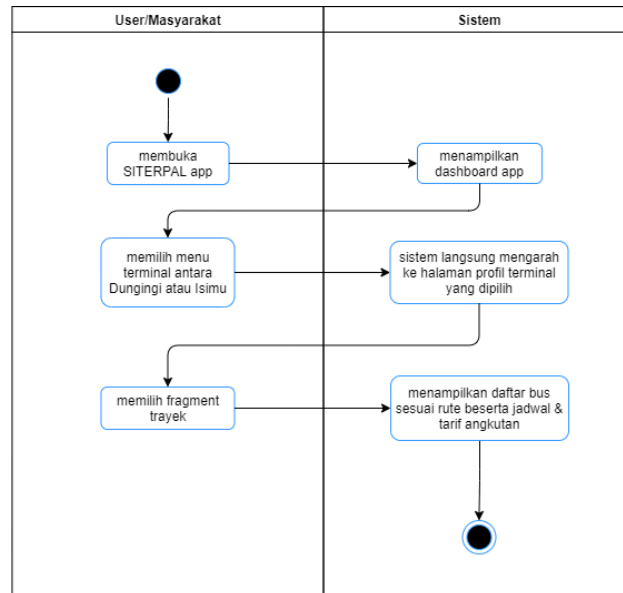 User/Masyarakat
Sistem
membuka
SITERPAL app
menampilkan
dashboard app
memilih menu
terminal antara
Dungingi atau Isimu
sistem langsung mengarah
ke halaman profil terminal
yang dipilih
memilih fragment
trayek
menampilkan daftar bus
sesuai rute beserta jadwal &
tarif angkutan